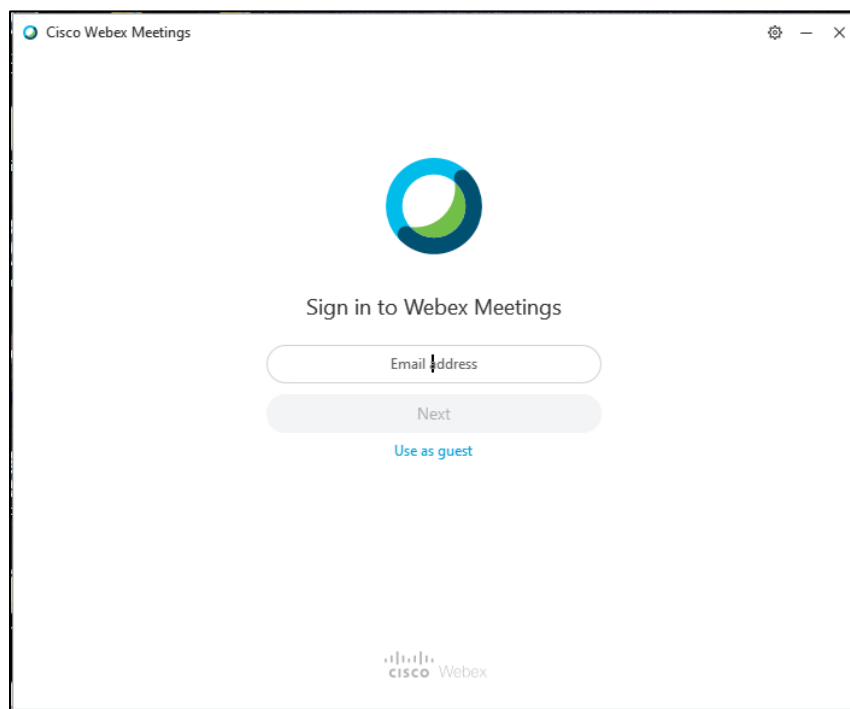 Cisco Webex Meetings
Sign in to Webex Meetings
Email address
Next
Use as guest
cisco Webex